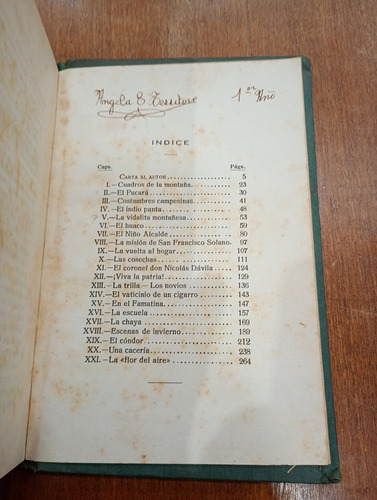 Angela E Territore 1er Año
INDICE
Caps. Págs.
CARTA AL AUTOR 5
I.—Cuadros de la montaña. 23
II.—El Pucará 30
III.—Costumbres campesinas 41
IV.—El indio panta 48
V.—La vidalita montañesa 53
VI.—El huaco 59
VII.—El Niño Alcalde 80
VIII.—La misión de San Francisco Solano. 97
IX.—La vuelta al hogar 107
X.—Las cosechas 111
XI.—El coronel don Nicolás Dávila 124
XII.—¡Viva la patria! 129
XIII.—La trilla — Los novios 136
XIV.—El vaticinio de un cigarro 143
XV.—En el Famatina 147
XVI.—La escuela 157
XVII.—La chaya 169
XVIII.—Escenas de invierno 189
XIX.—El cóndor 212
XX.—Una cacería 238
XXI.—La «flor del aire» 264